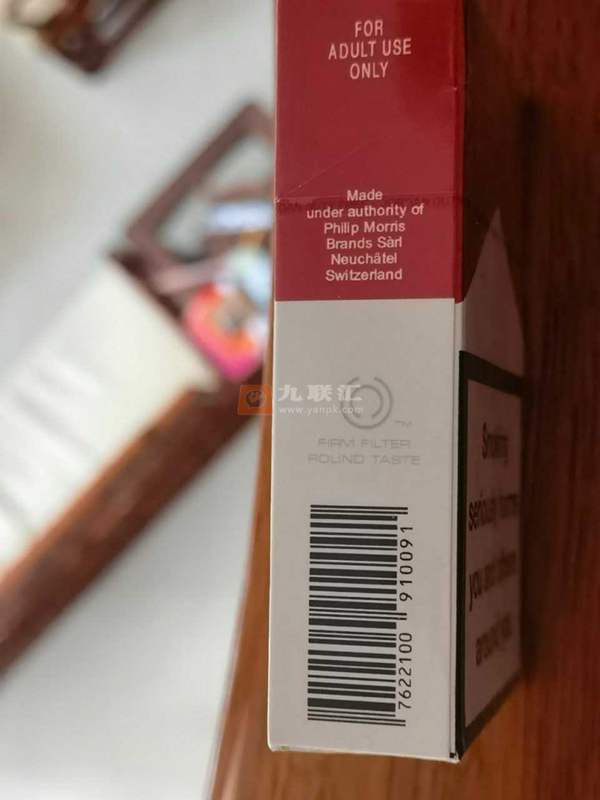 FOR
ADULT USE
ONLY
Made
under authority of
Philip Morris
Brands Sàrl
Neuchâtel
Switzerland
九联汇
www.yanpk.com
TM
FIRM FILTER
ROUND TASTE
7622100 910091
Smoking
seriously harms
you and others
around you